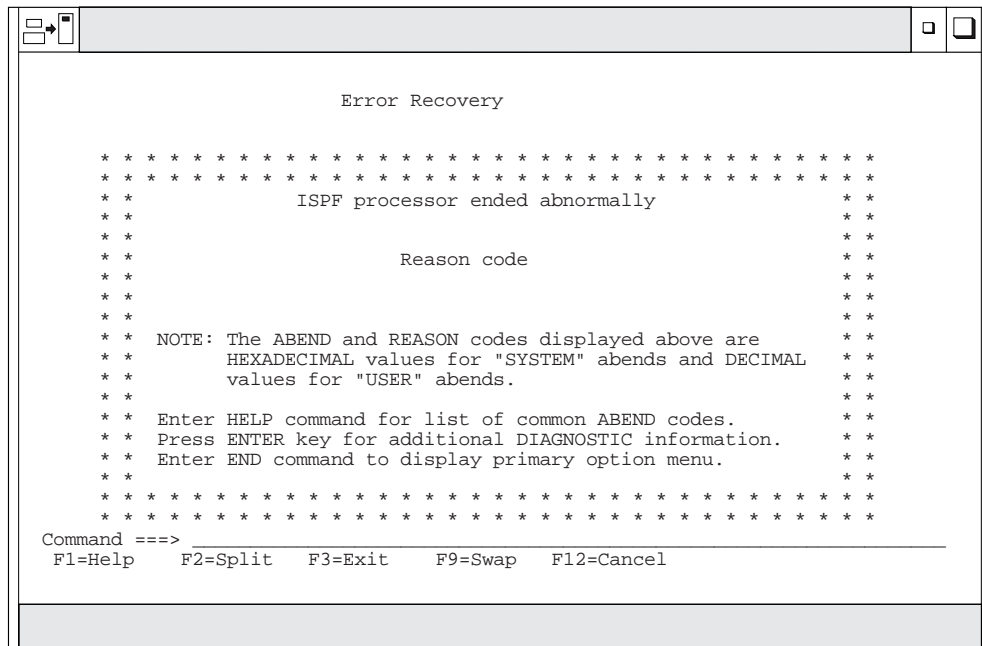 Error Recovery
* * * * * * * * * * * * * * * * * * * * * * * * * * * * * * * * * *
* * * * * * * * * * * * * * * * * * * * * * * * * * * * * * * * * *
* * ISPF processor ended abnormally * *
* * * *
* * * *
* * Reason code * *
* * * *
* * * *
* * * *
* * NOTE: The ABEND and REASON codes displayed above are * *
* * HEXADECIMAL values for "SYSTEM" abends and DECIMAL * *
* * values for "USER" abends. * *
* * * *
* * Enter HELP command for list of common ABEND codes. * *
* * Press ENTER key for additional DIAGNOSTIC information. * *
* * Enter END command to display primary option menu. * *
* * * *
* * * * * * * * * * * * * * * * * * * * * * * * * * * * * * * * * *
* * * * * * * * * * * * * * * * * * * * * * * * * * * * * * * * * *
Command ===> _________________________________________________________________
F1=Help F2=Split F3=Exit F9=Swap F12=Cancel